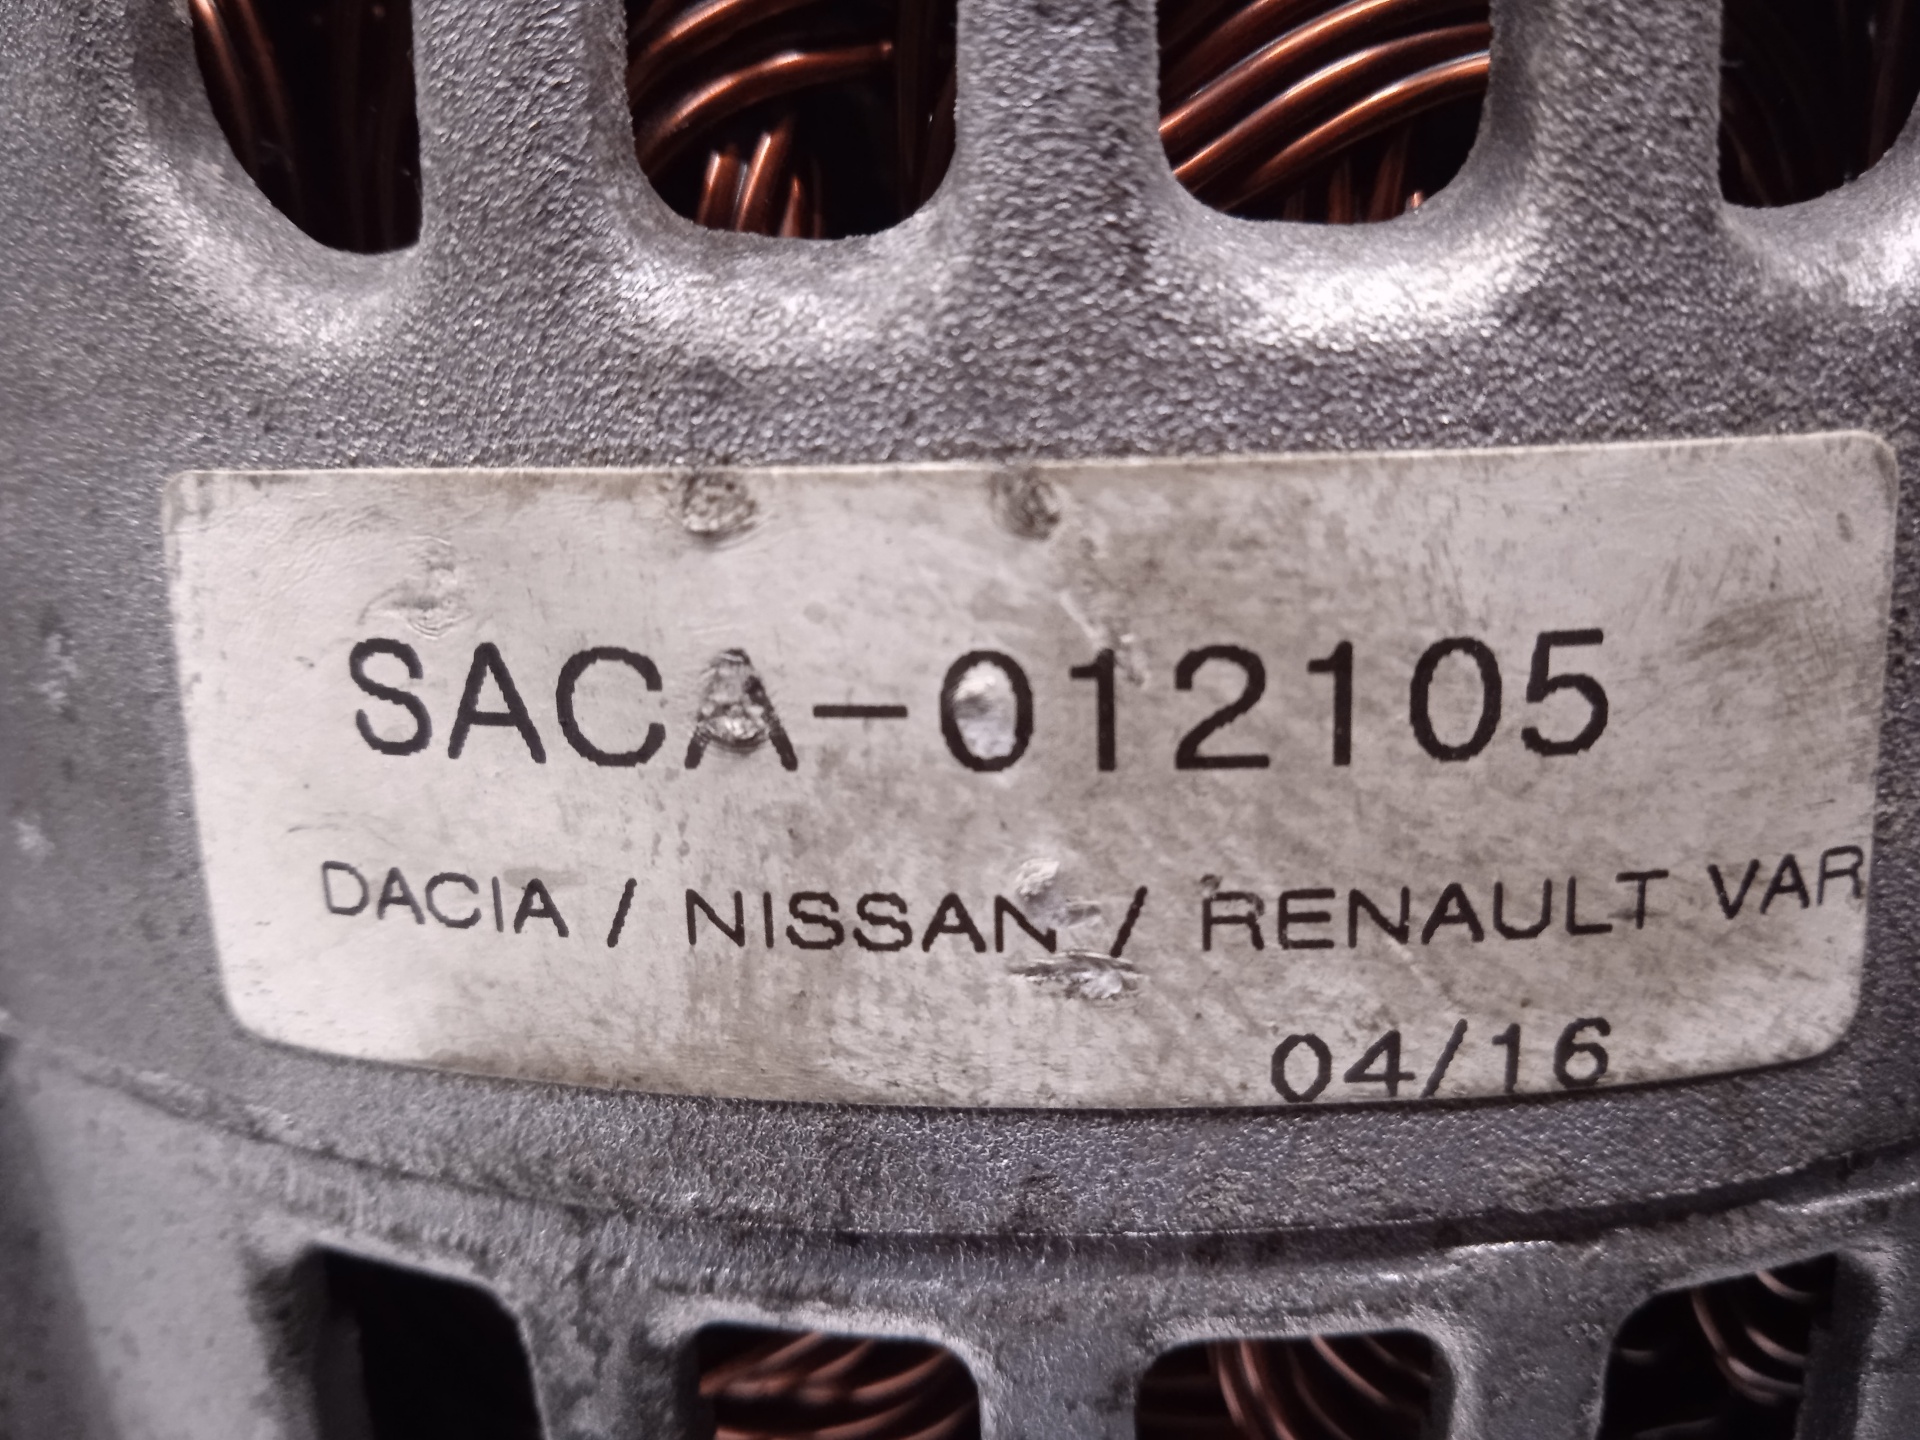 SACA-012105
DACIA / NISSAN / RENAULT VAR
04/16